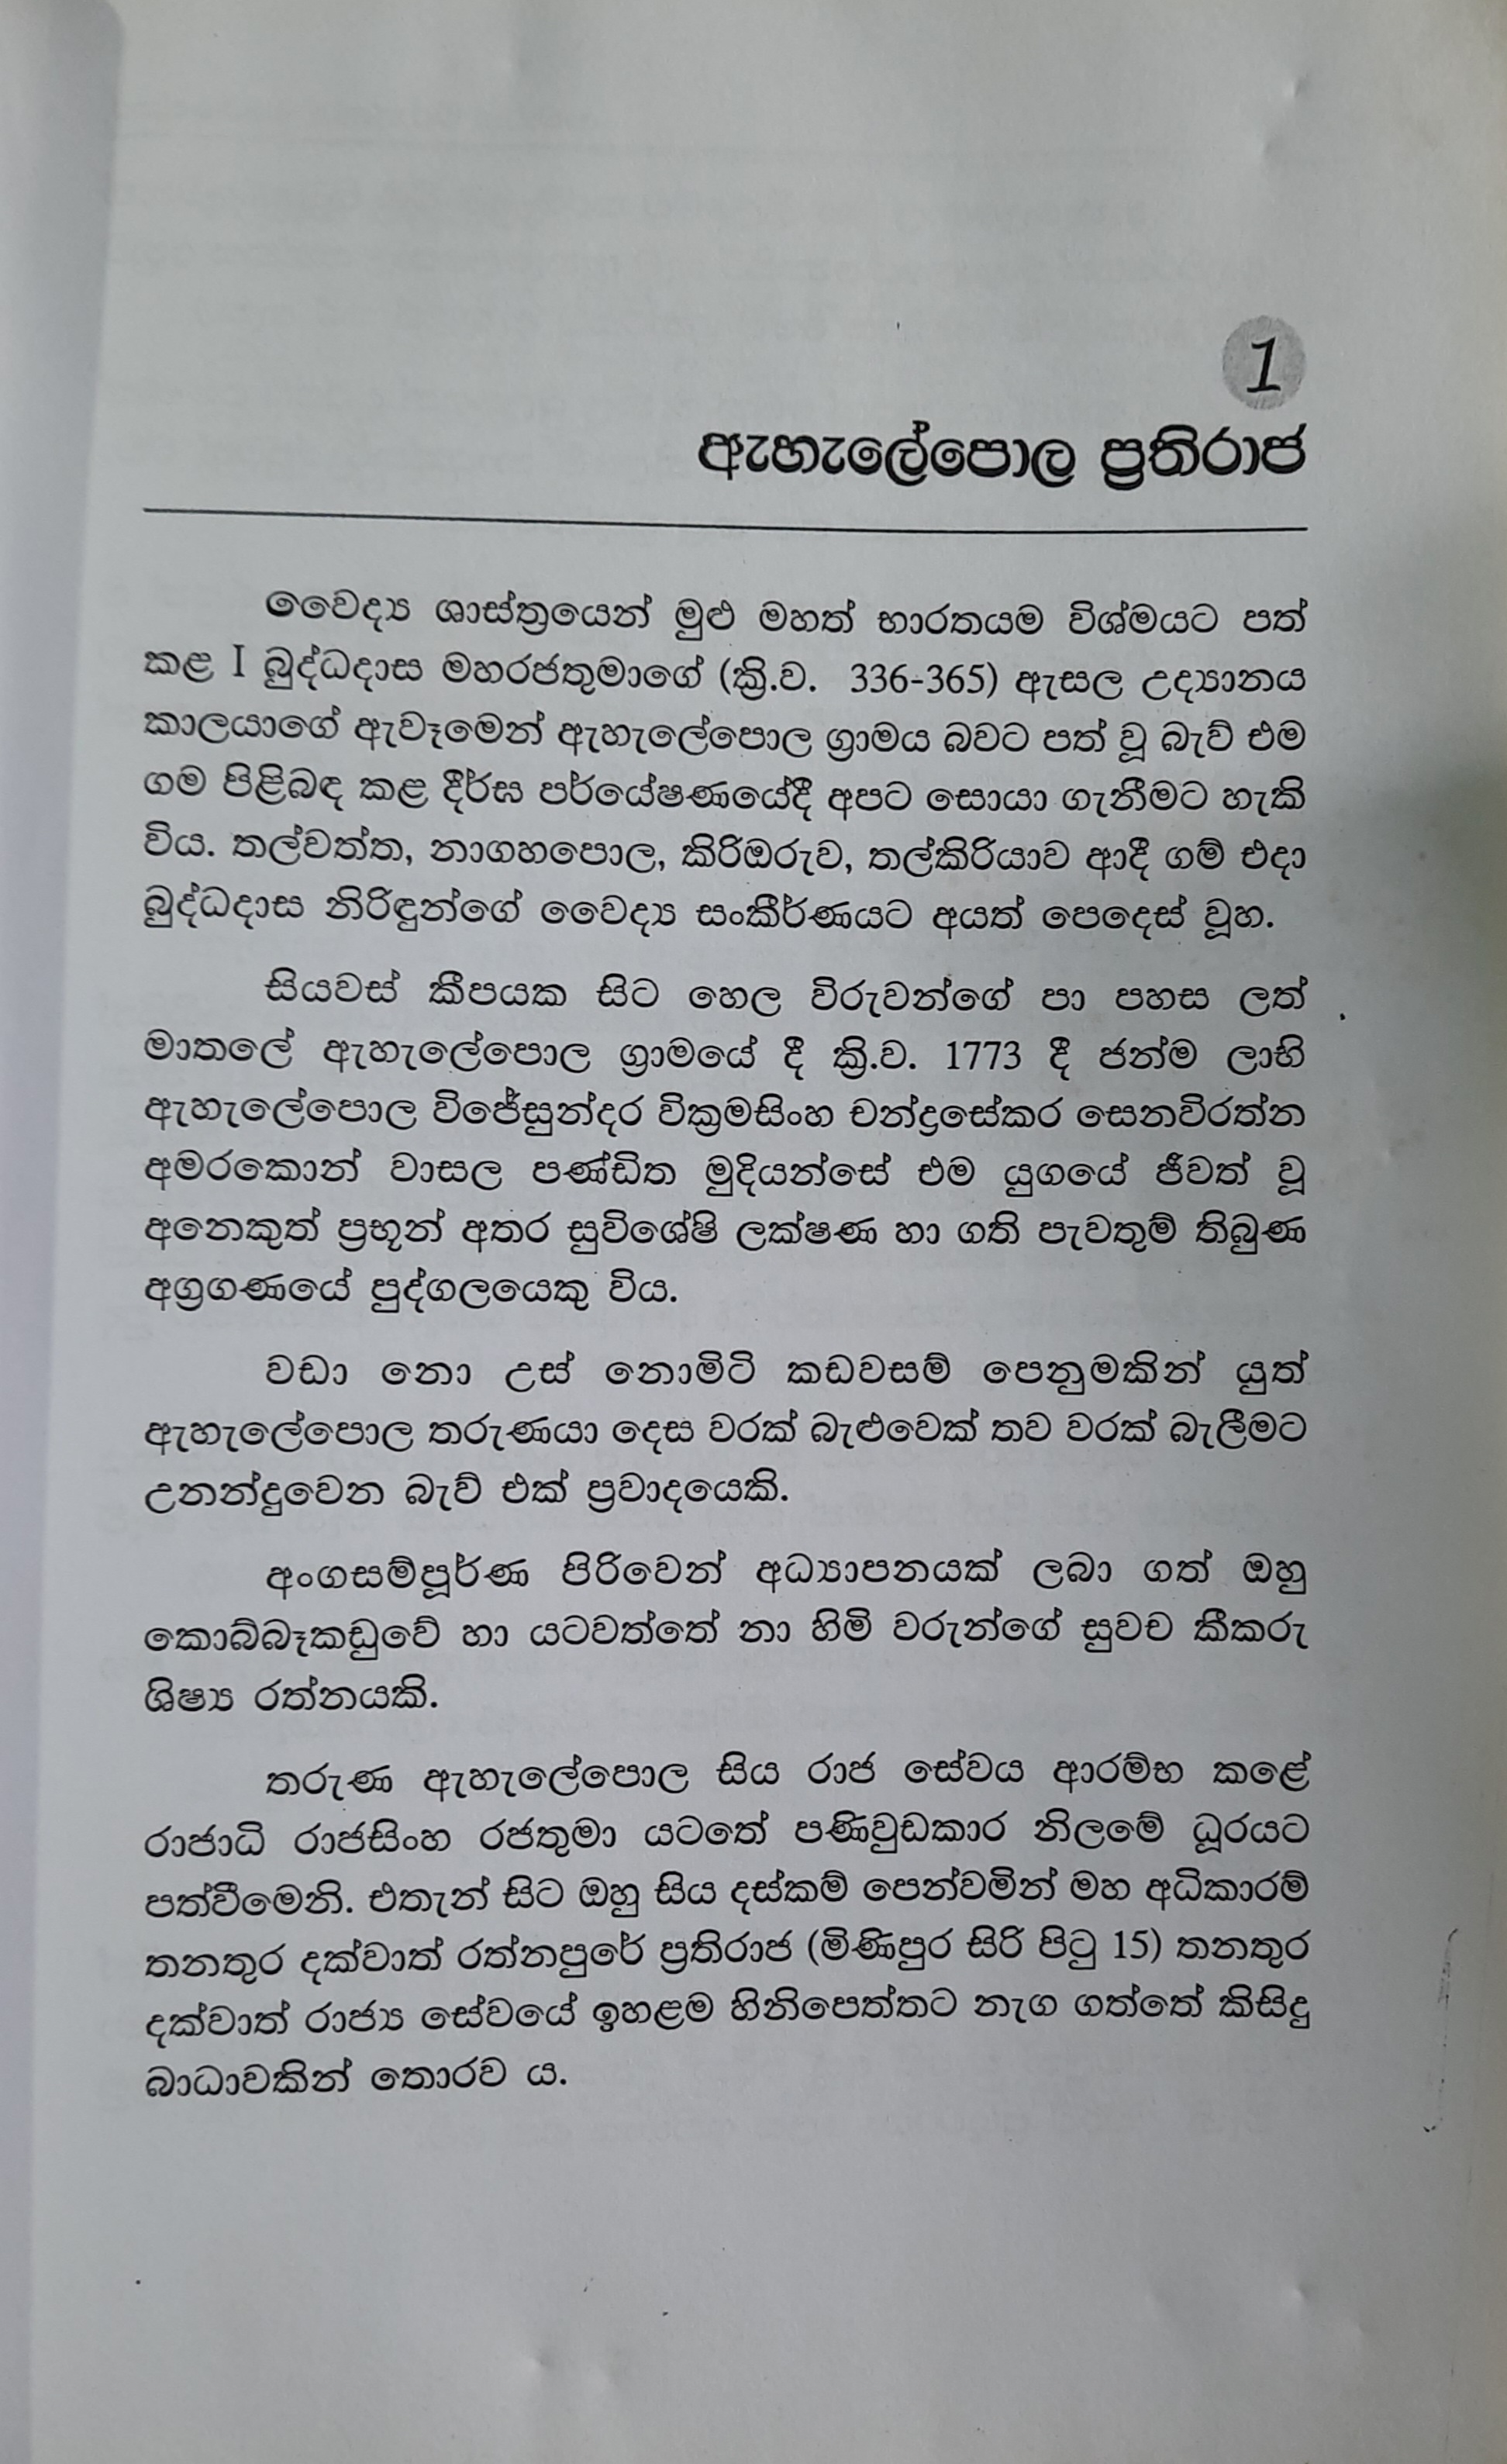 1
ඇහැලේපොල ප්‍රතිරාජ
වෛද්‍ය ශාස්ත්‍රයෙන් මුළු මහත් භාරතයම විශ්මයට පත්
කළ I බුද්ධදාස මහරජතුමාගේ (ක්‍රි.ව. 336-365) ඇසල උද්‍යානය
කාලයාගේ ඇවෑමෙන් ඇහැලේපොල ග්‍රාමය බවට පත් වූ බැව් එම
ගම පිළිබඳ කළ දීර්ඝ පර්යේෂණයේදී අපට සොයා ගැනීමට හැකි
විය. තල්වත්ත, නාගහපොල, කිරිඔරුව, තල්කිරියාව ආදී ගම් එදා
බුද්ධදාස නිරිඳුන්ගේ වෛද්‍ය සංකීර්ණයට අයත් පෙදෙස් වූහ.
සියවස් කීපයක සිට හෙල විරුවන්ගේ පා පහස ලත්
මාතලේ ඇහැලේපොල ග්‍රාමයේ දී ක්‍රි.ව. 1773 දී ජන්ම ලාභි
ඇහැලේපොල විජේසුන්දර වික්‍රමසිංහ චන්ද්‍රසේකර සෙනවිරත්න
අමරකොන් වාසල පණ්ඩිත මුදියන්සේ එම යුගයේ ජීවත් වූ
අනෙකුත් ප්‍රභූන් අතර සුවිශේෂි ලක්ෂණ හා ගති පැවතුම් තිබුණ
අග්‍රගණයේ පුද්ගලයෙකු විය.
වඩා නො උස් නොමිටි කඩවසම් පෙනුමකින් යුත්
ඇහැලේපොල තරුණයා දෙස වරක් බැළුවෙක් තව වරක් බැලීමට
උනන්දුවෙන බැව් එක් ප්‍රවාදයෙකි.
අංගසම්පූර්ණ පිරිවෙන් අධ්‍යාපනයක් ලබා ගත් ඔහු
කොබ්බෑකඩුවේ හා යටවත්තේ නා හිමි වරුන්ගේ සුවච කීකරු
ශිෂ්‍ය රත්නයකි.
තරුණ ඇහැලේපොල සිය රාජ සේවය ආරම්භ කළේ
රාජාධි රාජසිංහ රජතුමා යටතේ පණිවුඩකාර නිලමේ ධූරයට
පත්වීමෙනි. එතැන් සිට ඔහු සිය දස්කම් පෙන්වමින් මහ අධිකාරම්
තනතුර දක්වාත් රත්නපුරේ ප්‍රතිරාජ (මිණිපුර සිරි පිටු 15) තනතුර
දක්වාත් රාජ්‍ය සේවයේ ඉහළම හිනිපෙත්තට නැග ගත්තේ කිසිදු
බාධාවකින් තොරව ය.